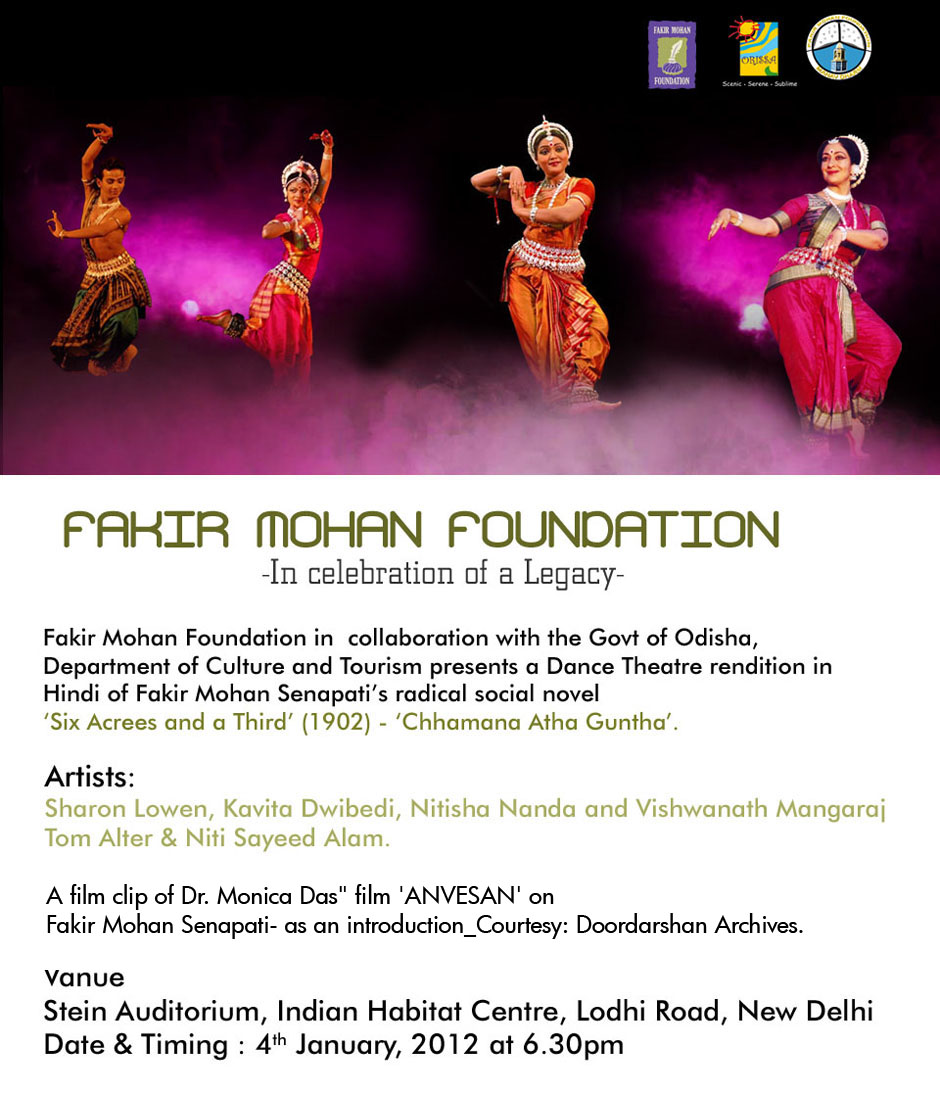 FAKIR MOHAN
FOUNDATION
ORISSA
Scenic - Serene - Sublime
FAKIR MOHAN FOUNDATION
-In celebration of a Legacy-
Fakir Mohan Foundation in collaboration with the Govt of Odisha,
Department of Culture and Tourism presents a Dance Theatre rendition in
Hindi of Fakir Mohan Senapati's radical social novel
'Six Acrees and a Third' (1902) - 'Chhamana Atha Guntha'.
Artists:
Sharon Lowen, Kavita Dwibedi, Nitisha Nanda and Vishwanath Mangaraj
Tom Alter & Niti Sayeed Alam.
A film clip of Dr. Monica Das" film 'ANVESAN' on
Fakir Mohan Senapati- as an introduction_Courtesy: Doordarshan Archives.
Vanue
Stein Auditorium, Indian Habitat Centre, Lodhi Road, New Delhi
Date & Timing : 4th January, 2012 at 6.30pm